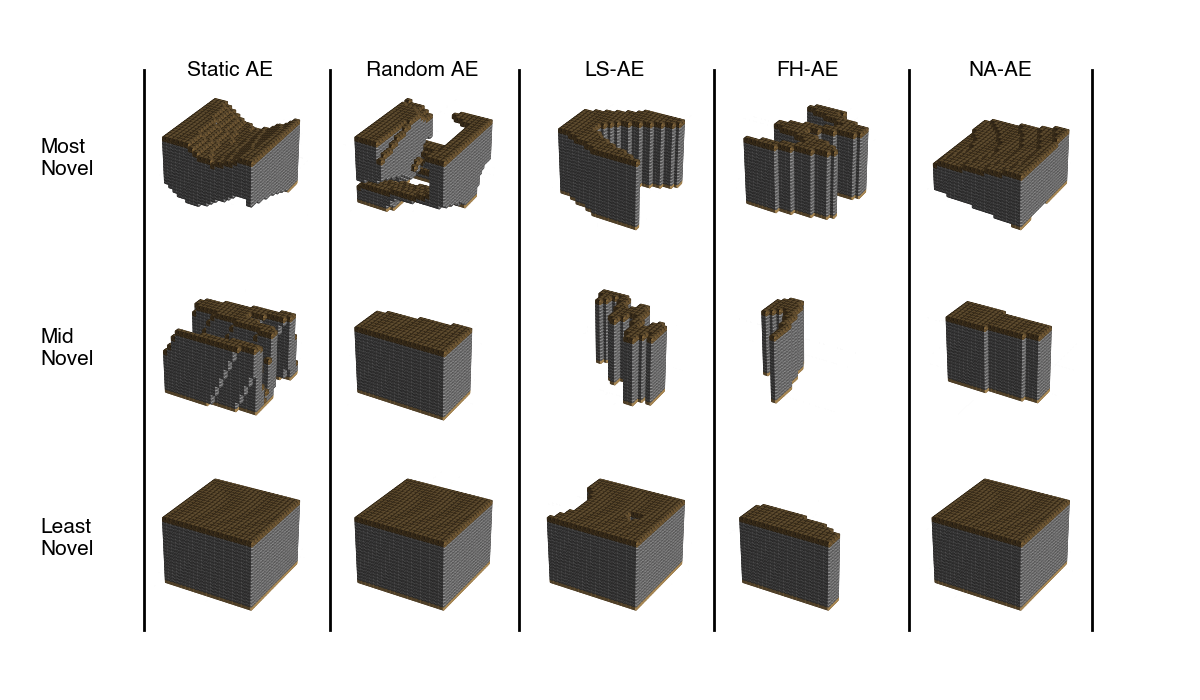 Static AE
Random AE
LS-AE
FH-AE
NA-AE
Most
Novel
Mid
Novel
Least
Novel